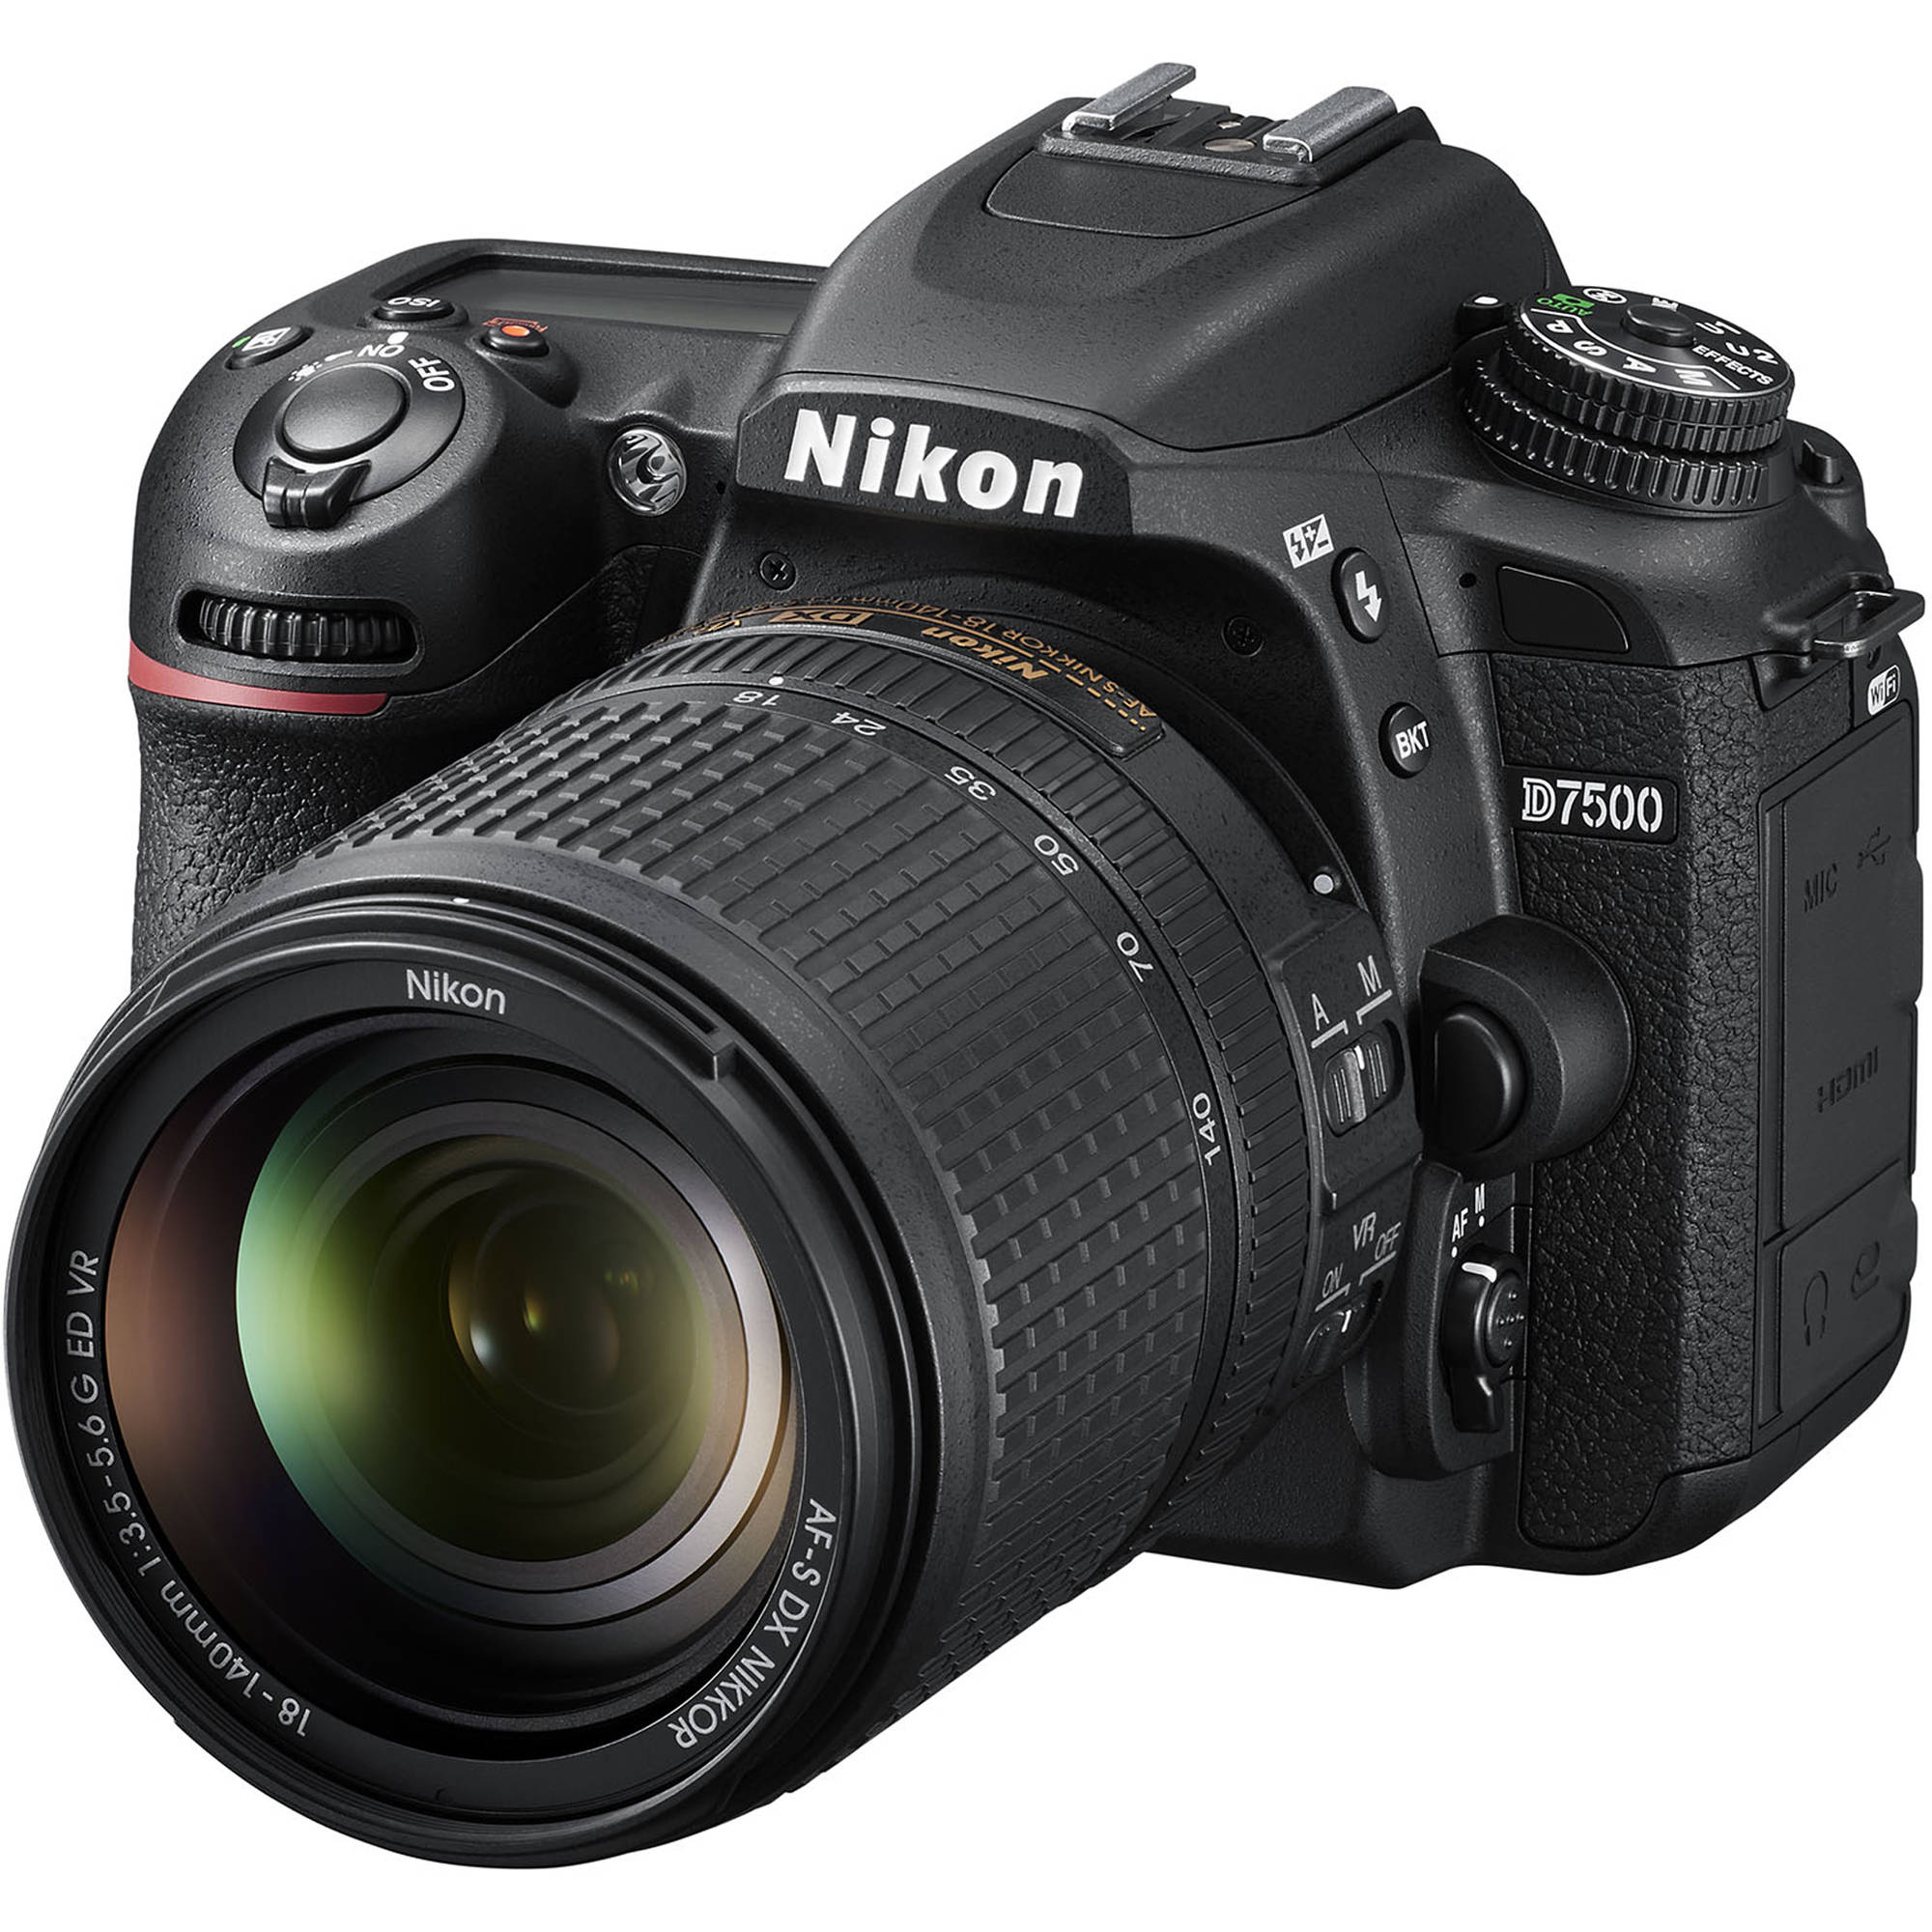 ISO
ON
OFF
AUTO
P
S
A
M
U1
U2
EFFECTS
Nikon
Nikon
DX
AF-S NIKKOR 18-140mm
18
24
35
50
70
140
BKT
WiFi
D7500
MIC
HDMI
A M
VR
ON OFF
AF M
Nikon
AF-S DX NIKKOR
18-140mm 1:3.5-5.6G ED VR